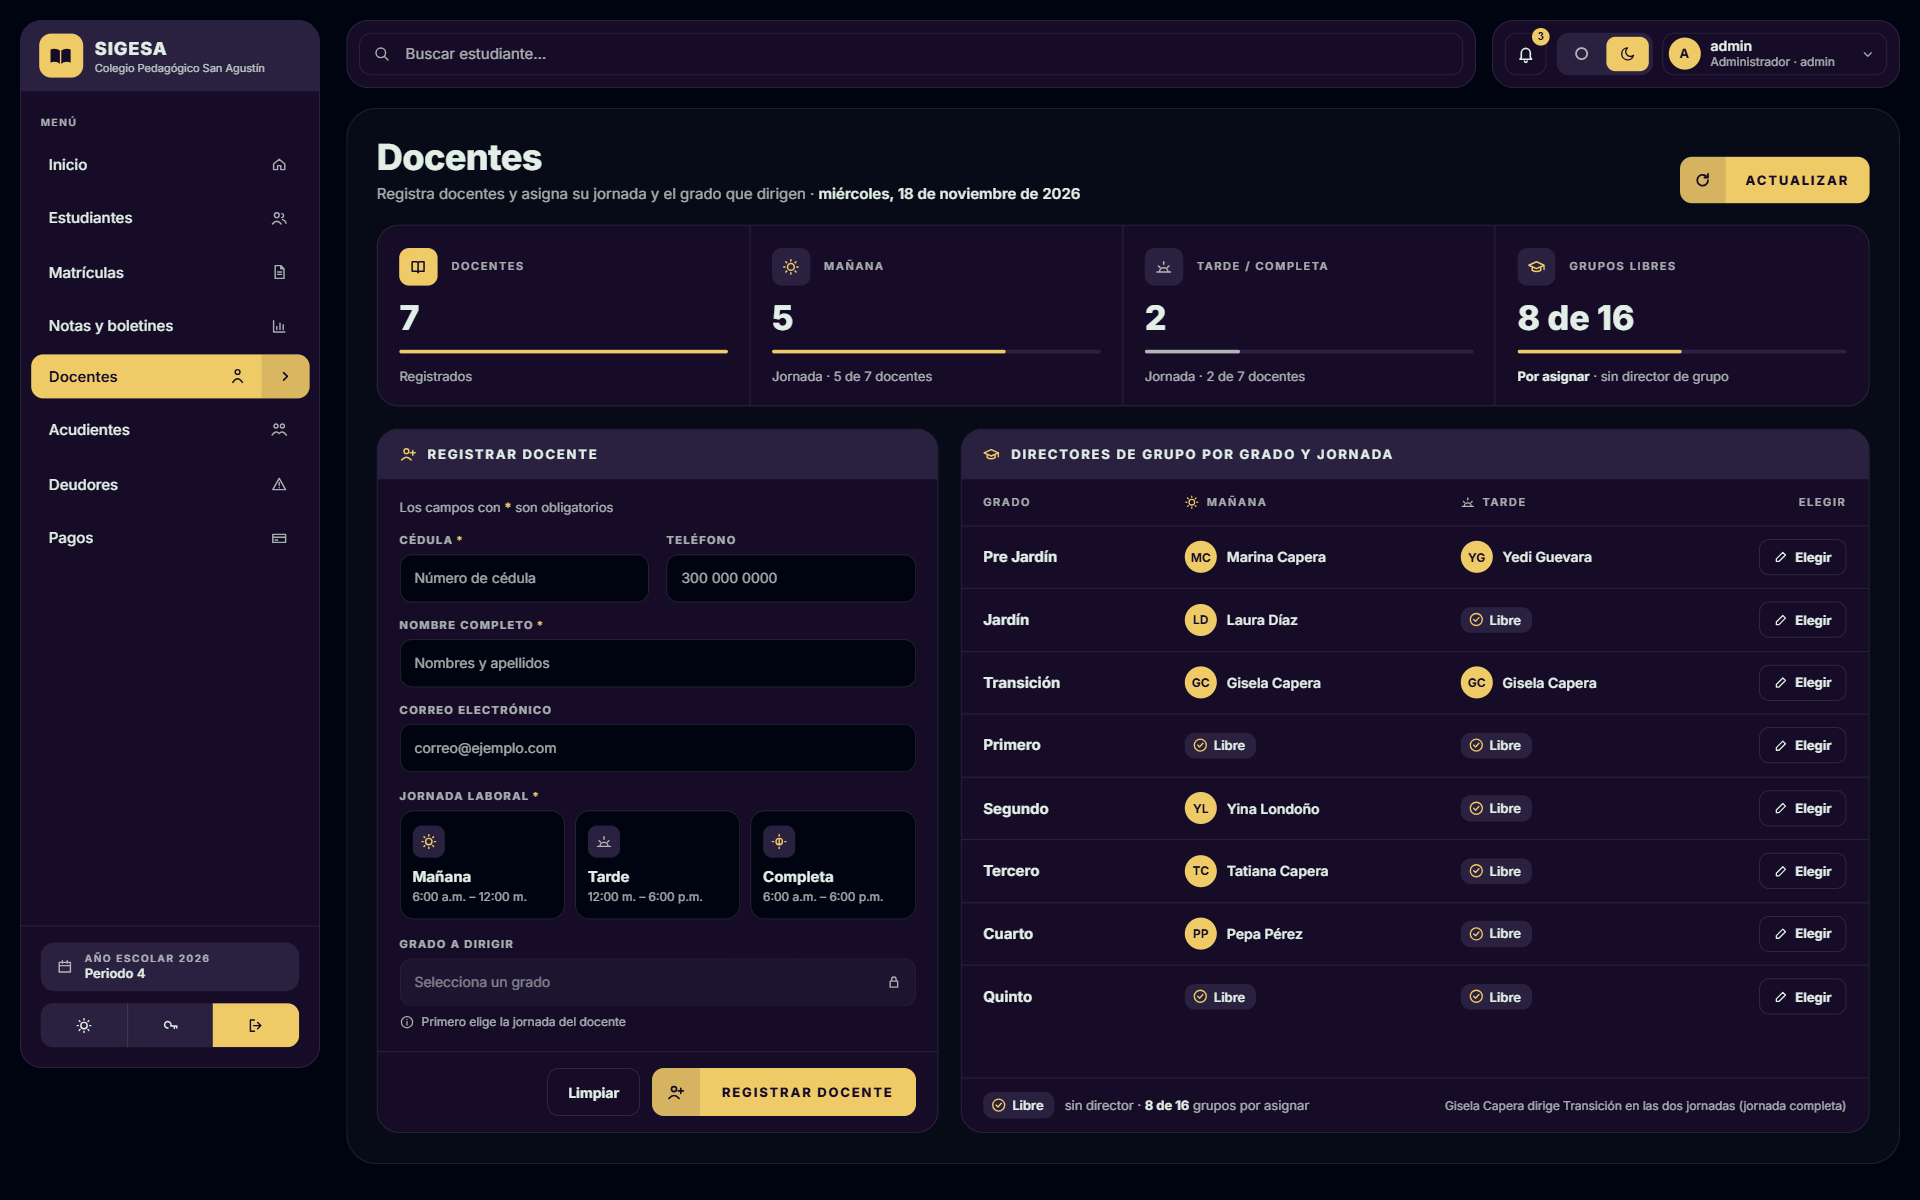 SIGESA
Colegio Pedagógico San Agustín
MENÚ
Inicio
Estudiantes
Matrículas
Notas y boletines
Docentes
Acudientes
Deudores
Pagos
AÑO ESCOLAR 2026
Periodo 4
Buscar estudiante...
3
A
admin
Administrador · admin
Docentes
Registra docentes y asigna su jornada y el grado que dirigen · miércoles, 18 de noviembre de 2026
ACTUALIZAR
DOCENTES
7
Registrados
MAÑANA
5
Jornada · 5 de 7 docentes
TARDE / COMPLETA
2
Jornada · 2 de 7 docentes
GRUPOS LIBRES
8 de 16
Por asignar · sin director de grupo
REGISTRAR DOCENTE
Los campos con * son obligatorios
CÉDULA * TELÉFONO
Número de cédula 300 000 0000
NOMBRE COMPLETO *
Nombres y apellidos
CORREO ELECTRÓNICO
correo@ejemplo.com
JORNADA LABORAL *
Mañana
6:00 a.m. – 12:00 m.
Tarde
12:00 m. – 6:00 p.m.
Completa
6:00 a.m. – 6:00 p.m.
GRADO A DIRIGIR
Selecciona un grado
Primero elige la jornada del docente
Limpiar
REGISTRAR DOCENTE
DIRECTORES DE GRUPO POR GRADO Y JORNADA
GRADO MAÑANA TARDE ELEGIR
Pre Jardín MC Marina Capera YG Yedi Guevara Elegir
Jardín LD Laura Díaz Libre Elegir
Transición GC Gisela Capera GC Gisela Capera Elegir
Primero Libre Libre Elegir
Segundo YL Yina Londoño Libre Elegir
Tercero TC Tatiana Capera Libre Elegir
Cuarto PP Pepa Pérez Libre Elegir
Quinto Libre Libre Elegir
Libre sin director · 8 de 16 grupos por asignar
Gisela Capera dirige Transición en las dos jornadas (jornada completa)